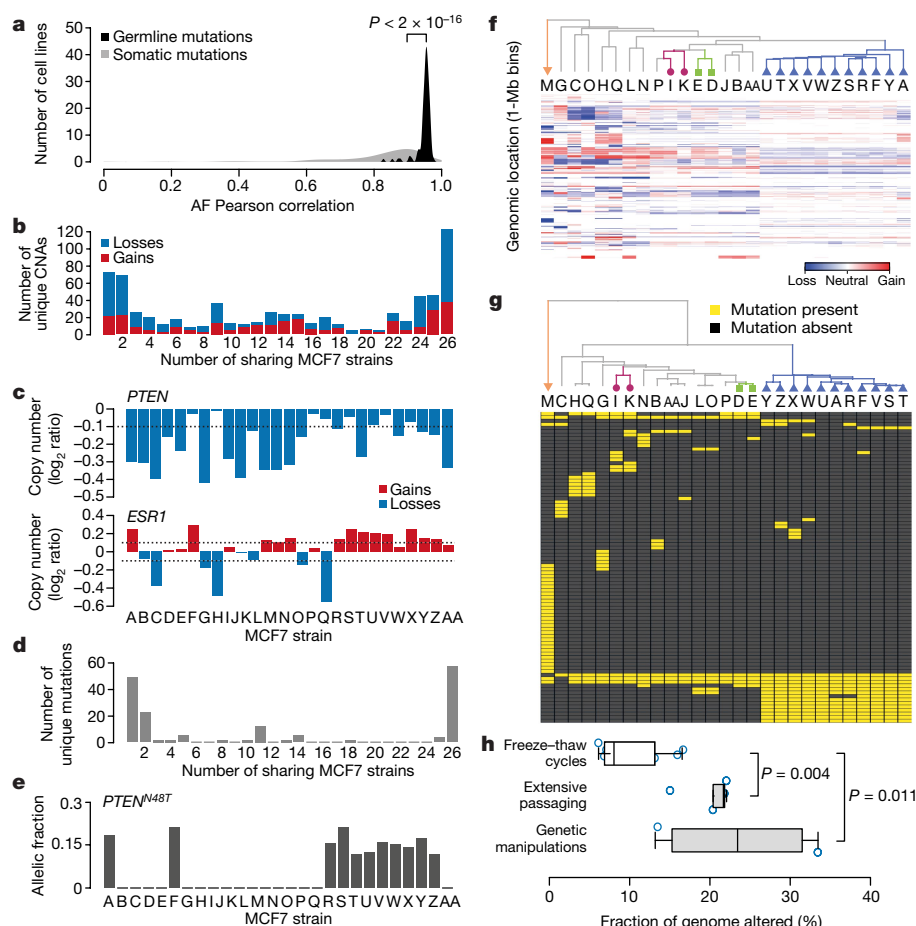 a
P < 2 × 10⁻¹⁶
50
40
30
20
10
0
Number of cell lines
Germline mutations
Somatic mutations
0 0.2 0.4 0.6 0.8 1.0
AF Pearson correlation
b
120
100
80
60
40
20
0
Number of unique CNAs
Losses
Gains
2 4 6 8 10 12 14 16 18 20 22 24 26
Number of sharing MCF7 strains
c
PTEN
0
−0.1
−0.2
−0.3
−0.4
−0.5
Copy number (log₂ ratio)
Gains
Losses
ESR1
0.4
0.2
0
−0.2
−0.4
−0.6
Copy number (log₂ ratio)
A B C D E F G H I J K L M N O P Q R S T U V W X Y Z AA
MCF7 strain
d
60
40
20
0
Number of unique mutations
2 4 6 8 10 12 14 16 18 20 22 24 26
Number of sharing MCF7 strains
e
PTENᴺ⁴⁸ᵀ
0.3
0.15
0
Allelic fraction
A B C D E F G H I J K L M N O P Q R S T U V W X Y Z AA
MCF7 strain
f
M G C O H Q L N P I K E D J B AA U T X V W Z S R F Y A
Genomic location (1-Mb bins)
Loss Neutral Gain
g
Mutation present
Mutation absent
M C H Q G I K N B AA J L O P D E Y Z X W U A R F V S T
h
Freeze–thaw cycles
Extensive passaging
Genetic manipulations
P = 0.004
P = 0.011
0 10 20 30 40
Fraction of genome altered (%)